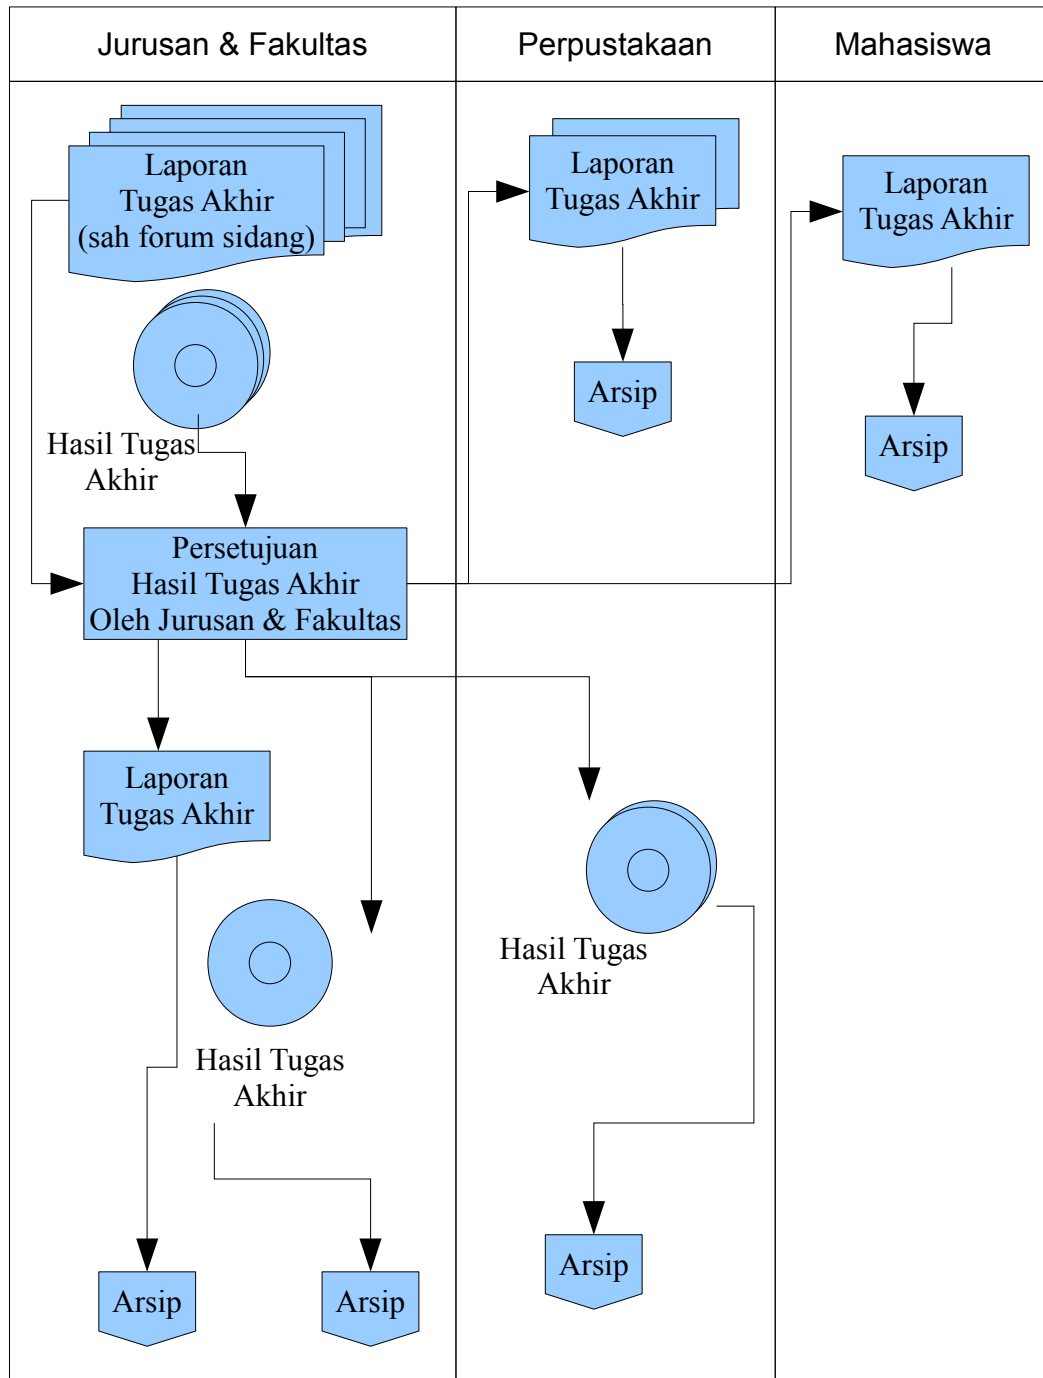 Jurusan & Fakultas
Perpustakaan
Mahasiswa
Laporan
Tugas Akhir
(sah forum sidang)
Laporan
Tugas Akhir
Laporan
Tugas Akhir
Arsip
Arsip
Hasil Tugas
Akhir
Persetujuan
Hasil Tugas Akhir
Oleh Jurusan & Fakultas
Laporan
Tugas Akhir
Hasil Tugas
Akhir
Hasil Tugas
Akhir
Arsip
Arsip
Arsip